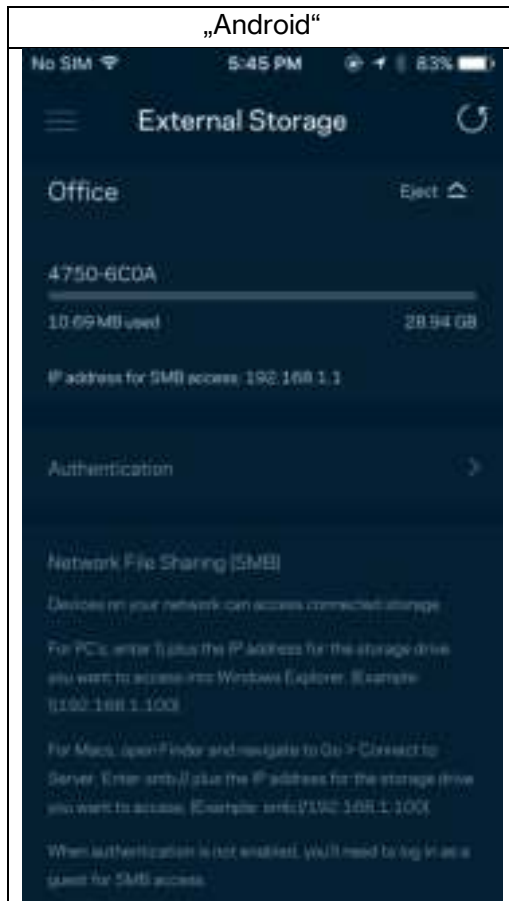 „Android“
No SIM 5:45 PM 83%
External Storage
Office Eject
4750-6C0A
10.69 MB used 28.94 GB
IP address for SMB access: 192.168.1.1
Authentication
Network File Sharing (SMB)
Devices on your network can access connected storage.
For PC's, enter \\ plus the IP address for the storage drive
you want to access into Windows Explorer. (Example:
\\192.168.1.100)
For Macs, open Finder and navigate to Go > Connect to
Server. Enter smb:// plus the IP address for the storage drive
you want to access. (Example: smb://192.168.1.100)
When authentication is not enabled, you'll need to log in as a
guest for SMB access.